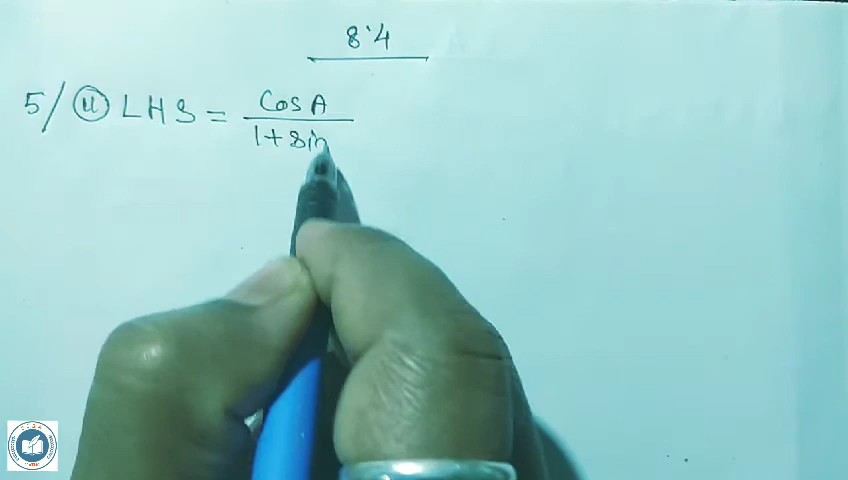 8.4
5/ (ii) LHS = cos A
1 + sin